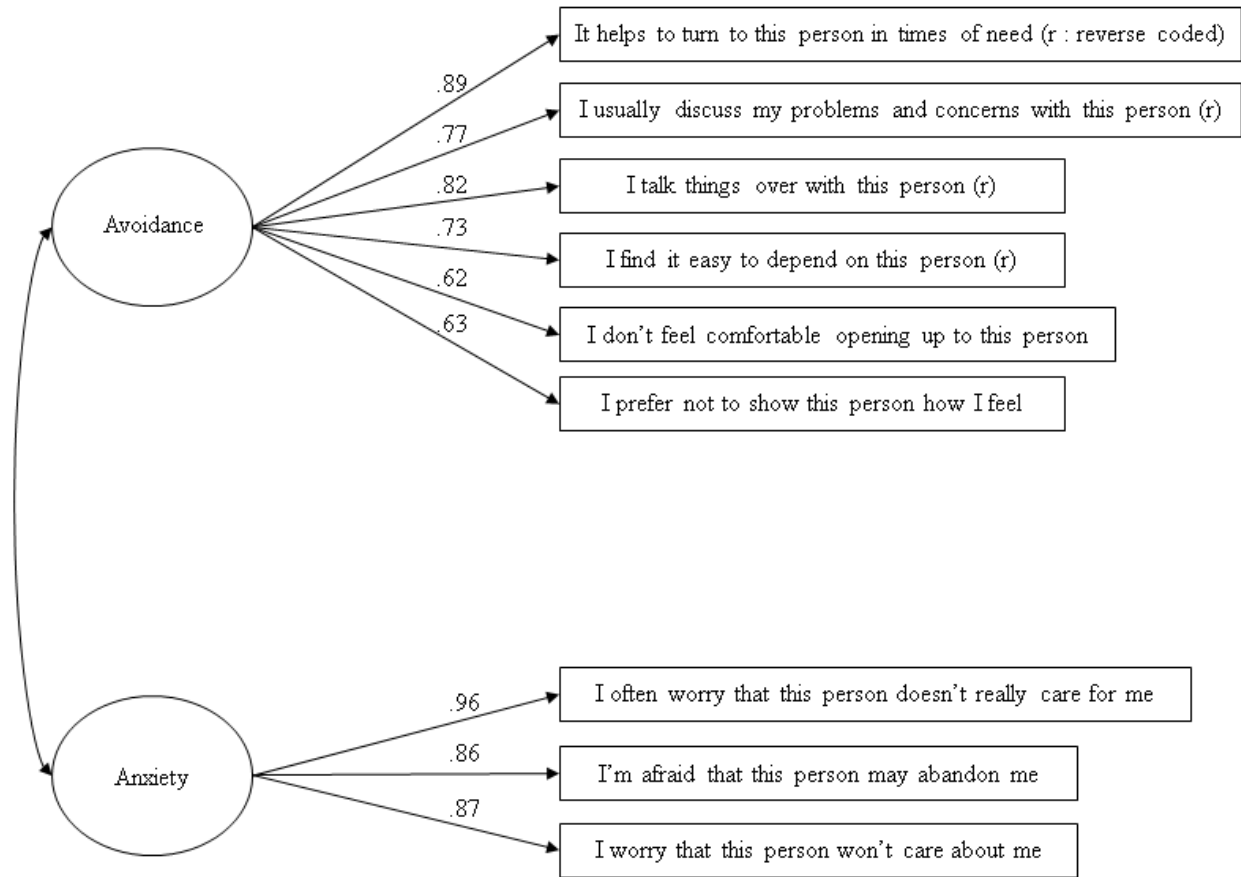 It helps to turn to this person in times of need (r : reverse coded)
.89
I usually discuss my problems and concerns with this person (r)
.77
I talk things over with this person (r)
.82
Avoidance
.73
I find it easy to depend on this person (r)
.62
I don't feel comfortable opening up to this person
.63
I prefer not to show this person how I feel
.96
I often worry that this person doesn't really care for me
.86
Anxiety
I'm afraid that this person may abandon me
.87
I worry that this person won't care about me